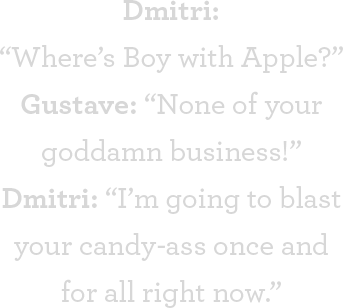 Dmitri:
“Where’s Boy with Apple?”
Gustave: “None of your
goddamn business!”
Dmitri: “I’m going to blast
your candy-ass once and
for all right now.”